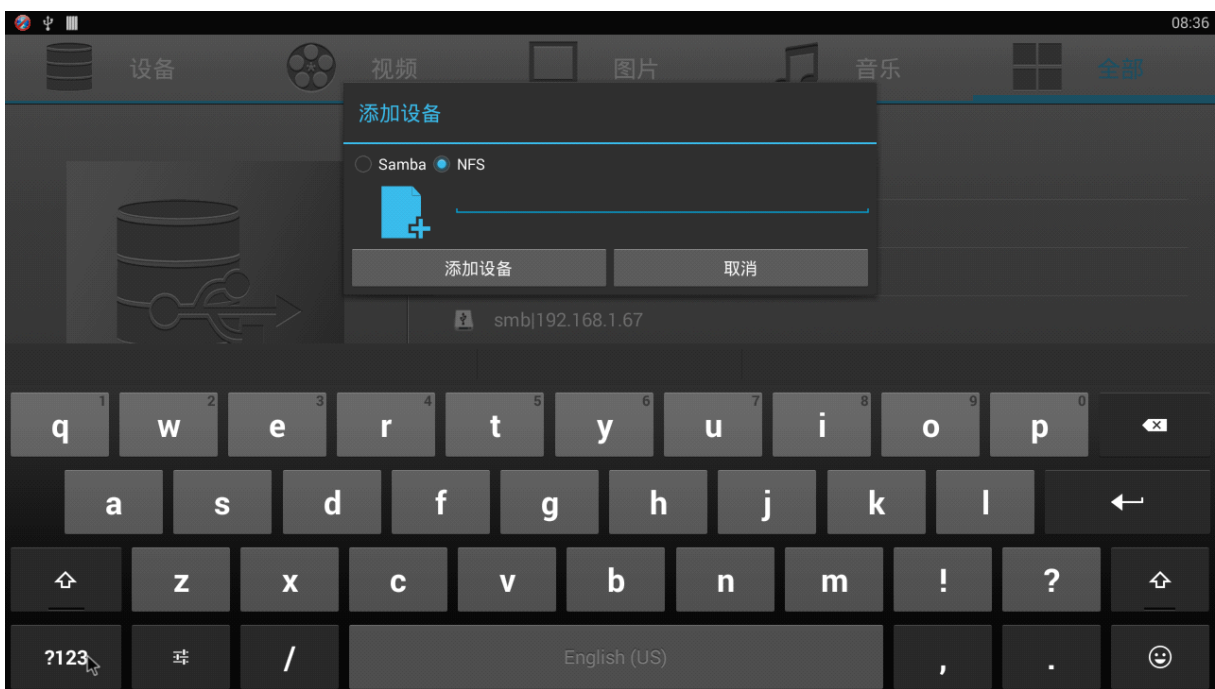 08:36
设备 视频 图片 音乐 全部
添加设备
Samba NFS
添加设备 取消
smb|192.168.1.67
1 2 3 4 5 6 7 8 9 0
q w e r t y u i o p
a s d f g h j k l
z x c v b n m ! ?
?123 / English (US) , .